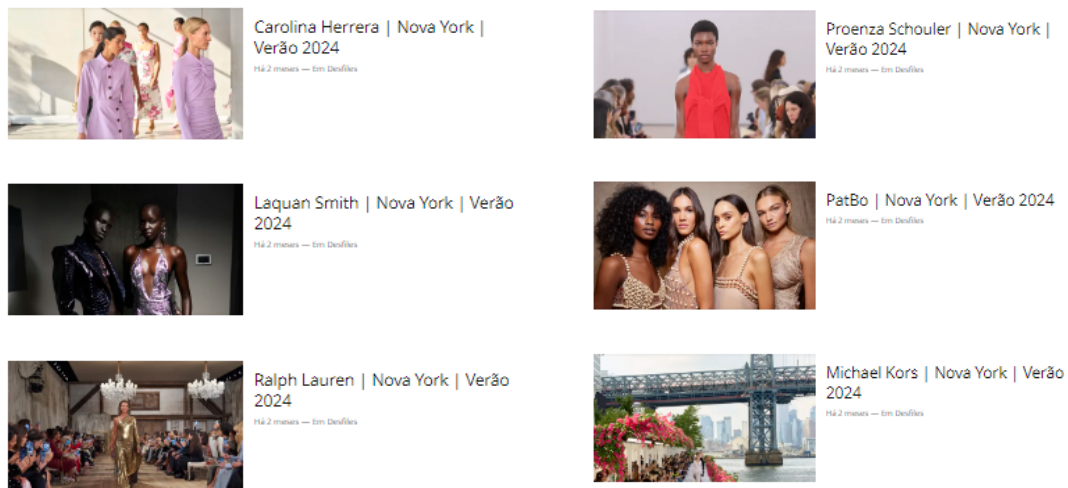 Carolina Herrera | Nova York |
Verão 2024
Há 2 meses — Em Desfiles
Proenza Schouler | Nova York |
Verão 2024
Há 2 meses — Em Desfiles
Laquan Smith | Nova York | Verão
2024
Há 2 meses — Em Desfiles
PatBo | Nova York | Verão 2024
Há 2 meses — Em Desfiles
Ralph Lauren | Nova York | Verão
2024
Há 2 meses — Em Desfiles
Michael Kors | Nova York | Verão
2024
Há 2 meses — Em Desfiles